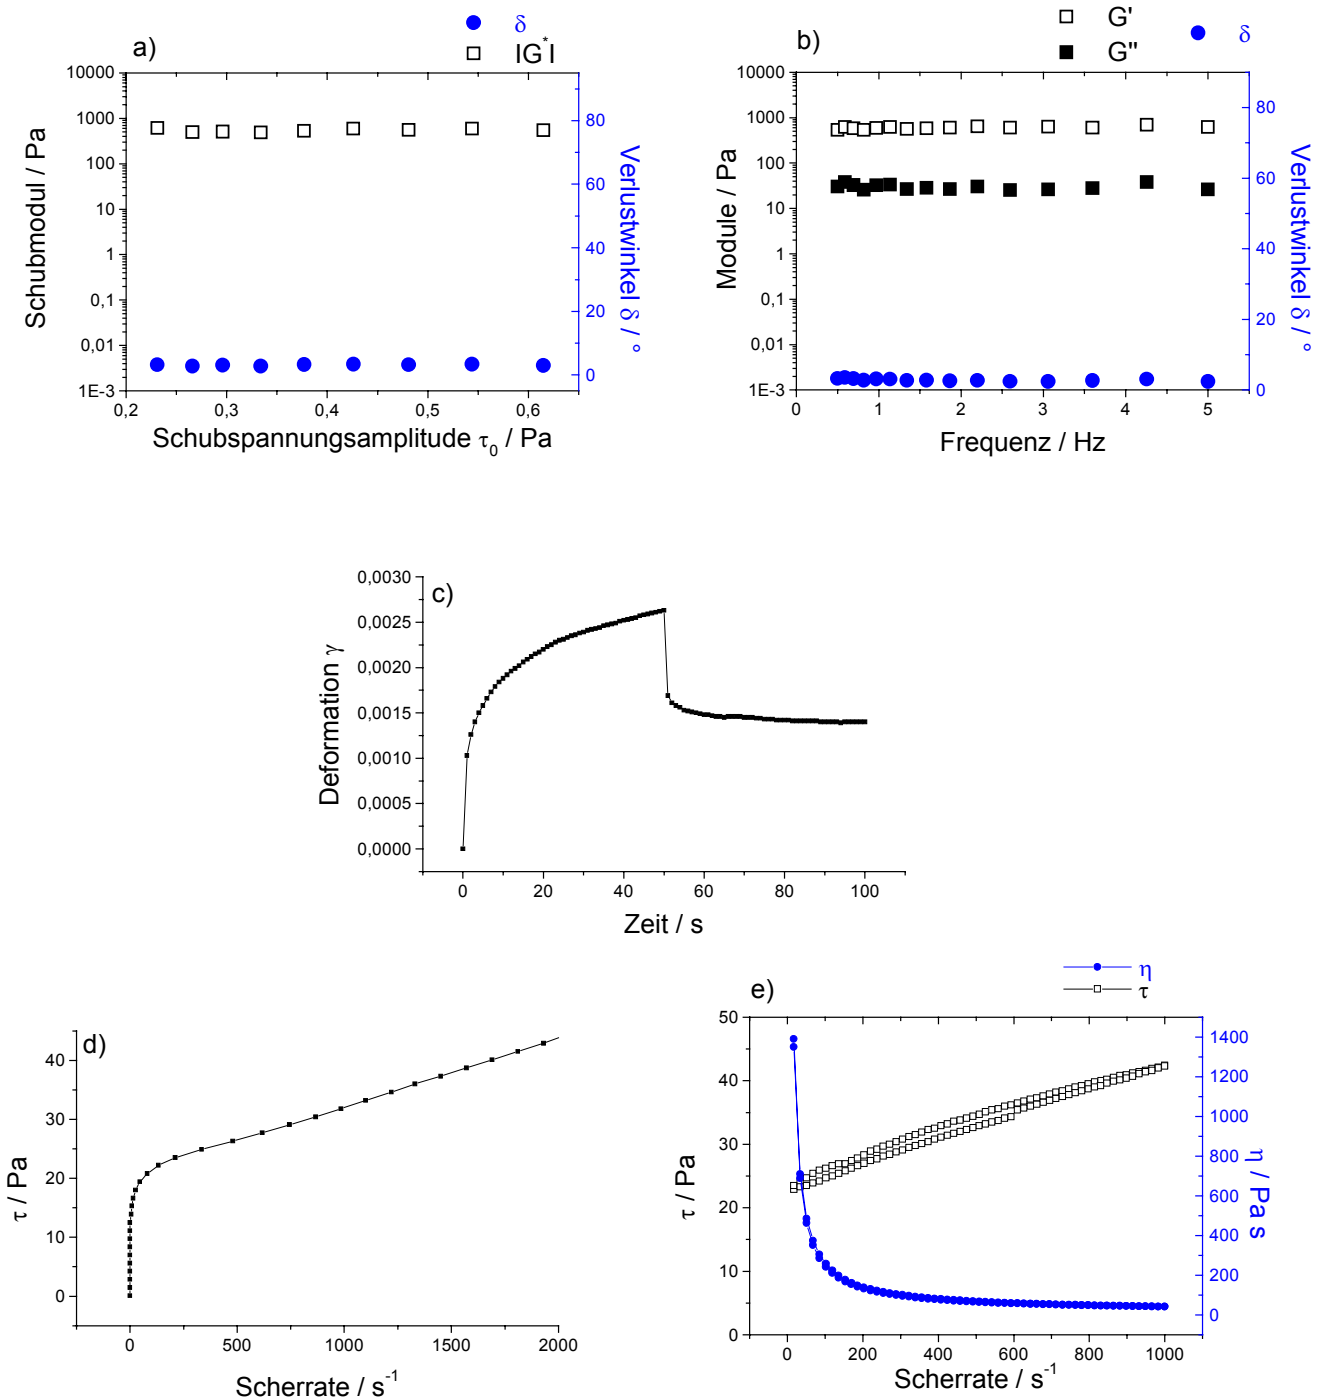 a)
δ
IG*I
Schubmodul / Pa
10000
1000
100
10
1
0,1
0,01
1E-3
0,2
0,3
0,4
0,5
0,6
Schubspannungsamplitude τ0 / Pa
80
60
40
20
0
Verlustwinkel δ / °
b)
G'
G''
δ
Module / Pa
10000
1000
100
10
1
0,1
0,01
1E-3
0
1
2
3
4
5
Frequenz / Hz
80
60
40
20
0
Verlustwinkel δ / °
c)
Deformation γ
0,0030
0,0025
0,0020
0,0015
0,0010
0,0005
0,0000
0
20
40
60
80
100
Zeit / s
d)
τ / Pa
40
30
20
10
0
0
500
1000
1500
2000
Scherrate / s-1
e)
η
τ
τ / Pa
50
40
30
20
10
0
0
200
400
600
800
1000
Scherrate / s-1
1400
1200
1000
800
600
400
200
0
η / Pa s